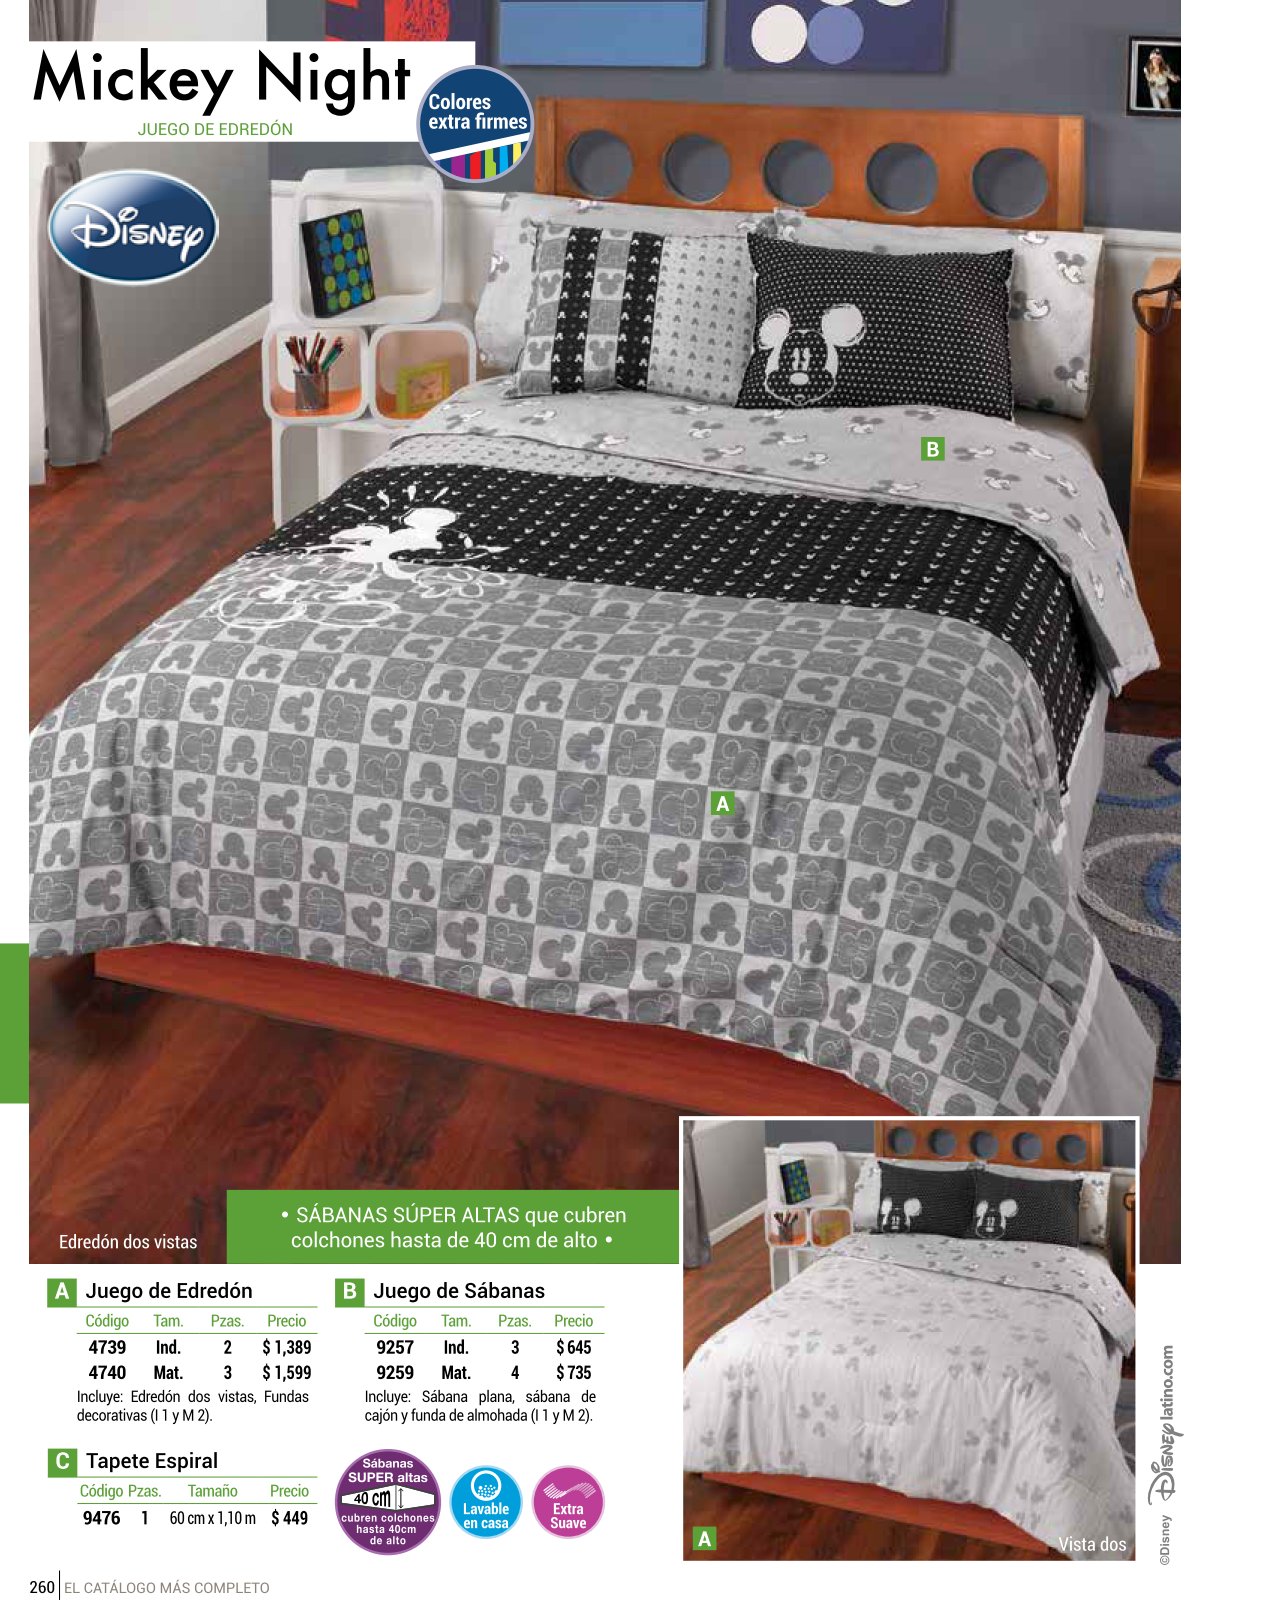 Mickey Night
JUEGO DE EDREDÓN
Colores
extra firmes
Disney
B
A
Edredón dos vistas
• SÁBANAS SÚPER ALTAS que cubren
colchones hasta de 40 cm de alto •
A Juego de Edredón
Código Tam. Pzas. Precio
4739 Ind. 2 $ 1,389
4740 Mat. 3 $ 1,599
Incluye: Edredón dos vistas, Fundas
decorativas (I 1 y M 2).
B Juego de Sábanas
Código Tam. Pzas. Precio
9257 Ind. 3 $ 645
9259 Mat. 4 $ 735
Incluye: Sábana plana, sábana de
cajón y funda de almohada (I 1 y M 2).
C Tapete Espiral
Código Pzas. Tamaño Precio
9476 1 60 cm x 1,10 m $ 449
Sábanas
SUPER altas
40 cm
cubren colchones
hasta 40cm
de alto
Lavable
en casa
Extra
Suave
A
Vista dos
©Disney Disney latino.com
260 EL CATÁLOGO MÁS COMPLETO